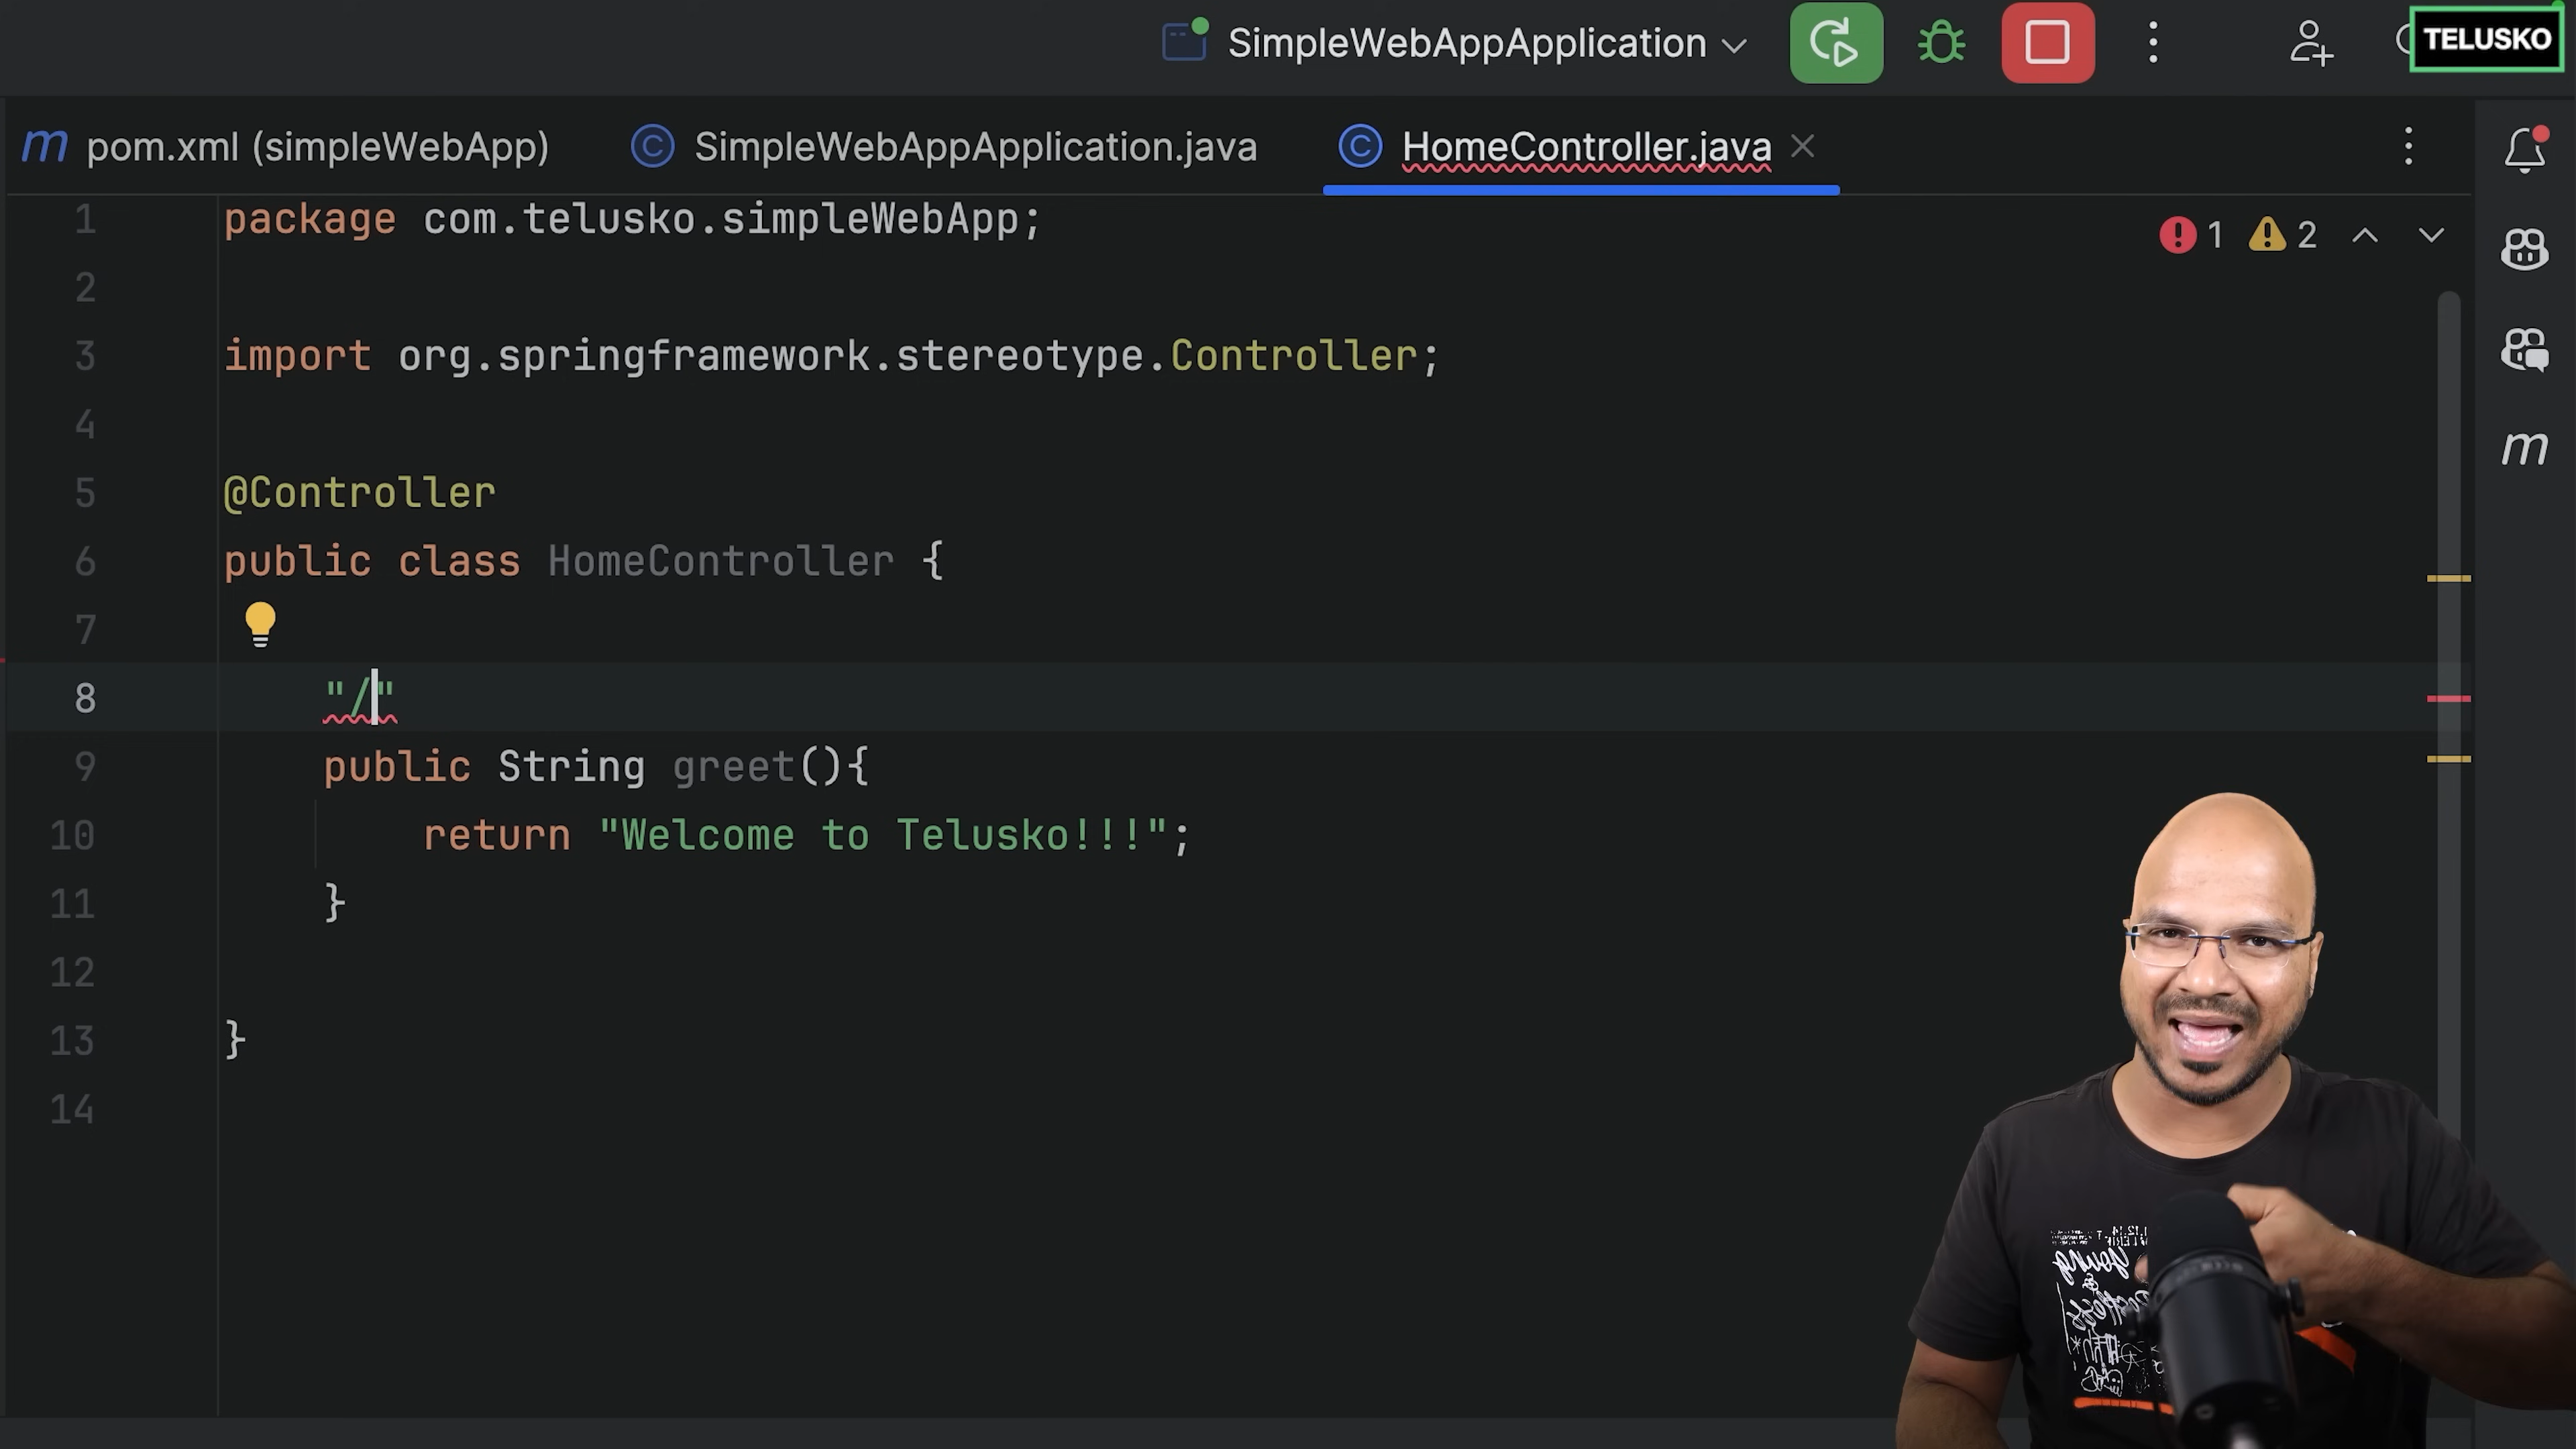 SimpleWebAppApplication
TELUSKO
pom.xml (simpleWebApp)
SimpleWebAppApplication.java
HomeController.java
1 package com.telusko.simpleWebApp;
1 2
2
3 import org.springframework.stereotype.Controller;
4
5 @Controller
6 public class HomeController {
7
8 "/"
9 public String greet(){
10 return "Welcome to Telusko!!!";
11 }
12
13 }
14